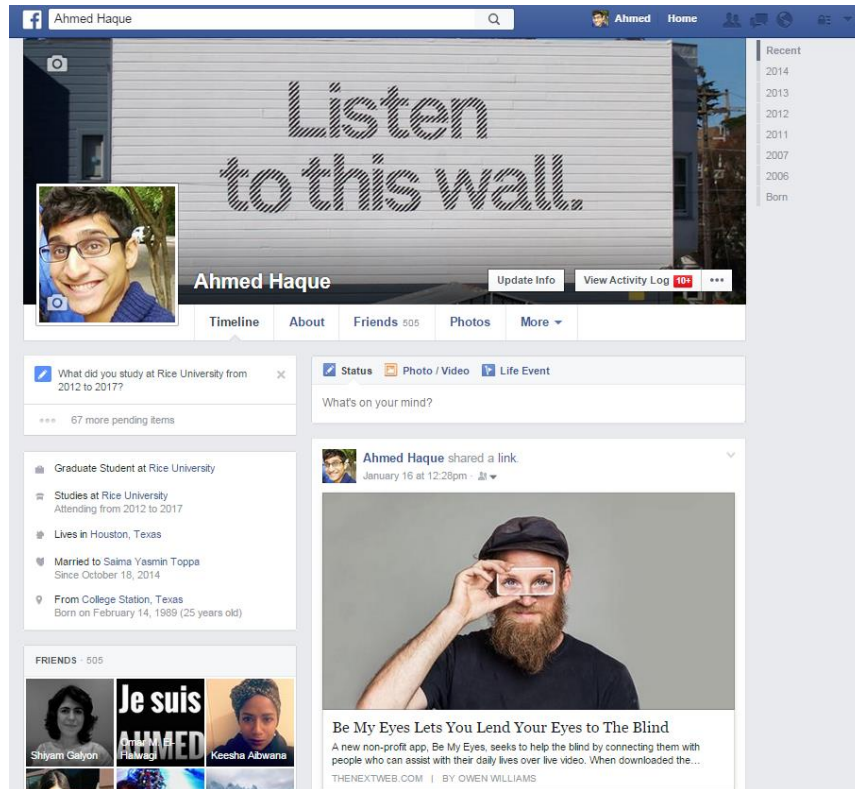 f
Ahmed Haque
Ahmed
Home
Listen
to this wall.
Ahmed Haque
Update Info
View Activity Log 10+
Timeline
About
Friends 505
Photos
More
Recent
2014
2013
2012
2011
2007
2006
Born
What did you study at Rice University from
2012 to 2017?
67 more pending items
Graduate Student at Rice University
Studies at Rice University
Attending from 2012 to 2017
Lives in Houston, Texas
Married to Saima Yasmin Toppa
Since October 18, 2014
From College Station, Texas
Born on February 14, 1989 (25 years old)
FRIENDS · 505
Je suis
AHMED
Shiyam Galyon
Omar M. El-
Halwagi
Keesha Aibwana
Status
Photo / Video
Life Event
What's on your mind?
Ahmed Haque shared a link.
January 16 at 12:28pm ·
Be My Eyes Lets You Lend Your Eyes to The Blind
A new non-profit app, Be My Eyes, seeks to help the blind by connecting them with
people who can assist with their daily lives over live video. When downloaded the...
THENEXTWEB.COM | BY OWEN WILLIAMS